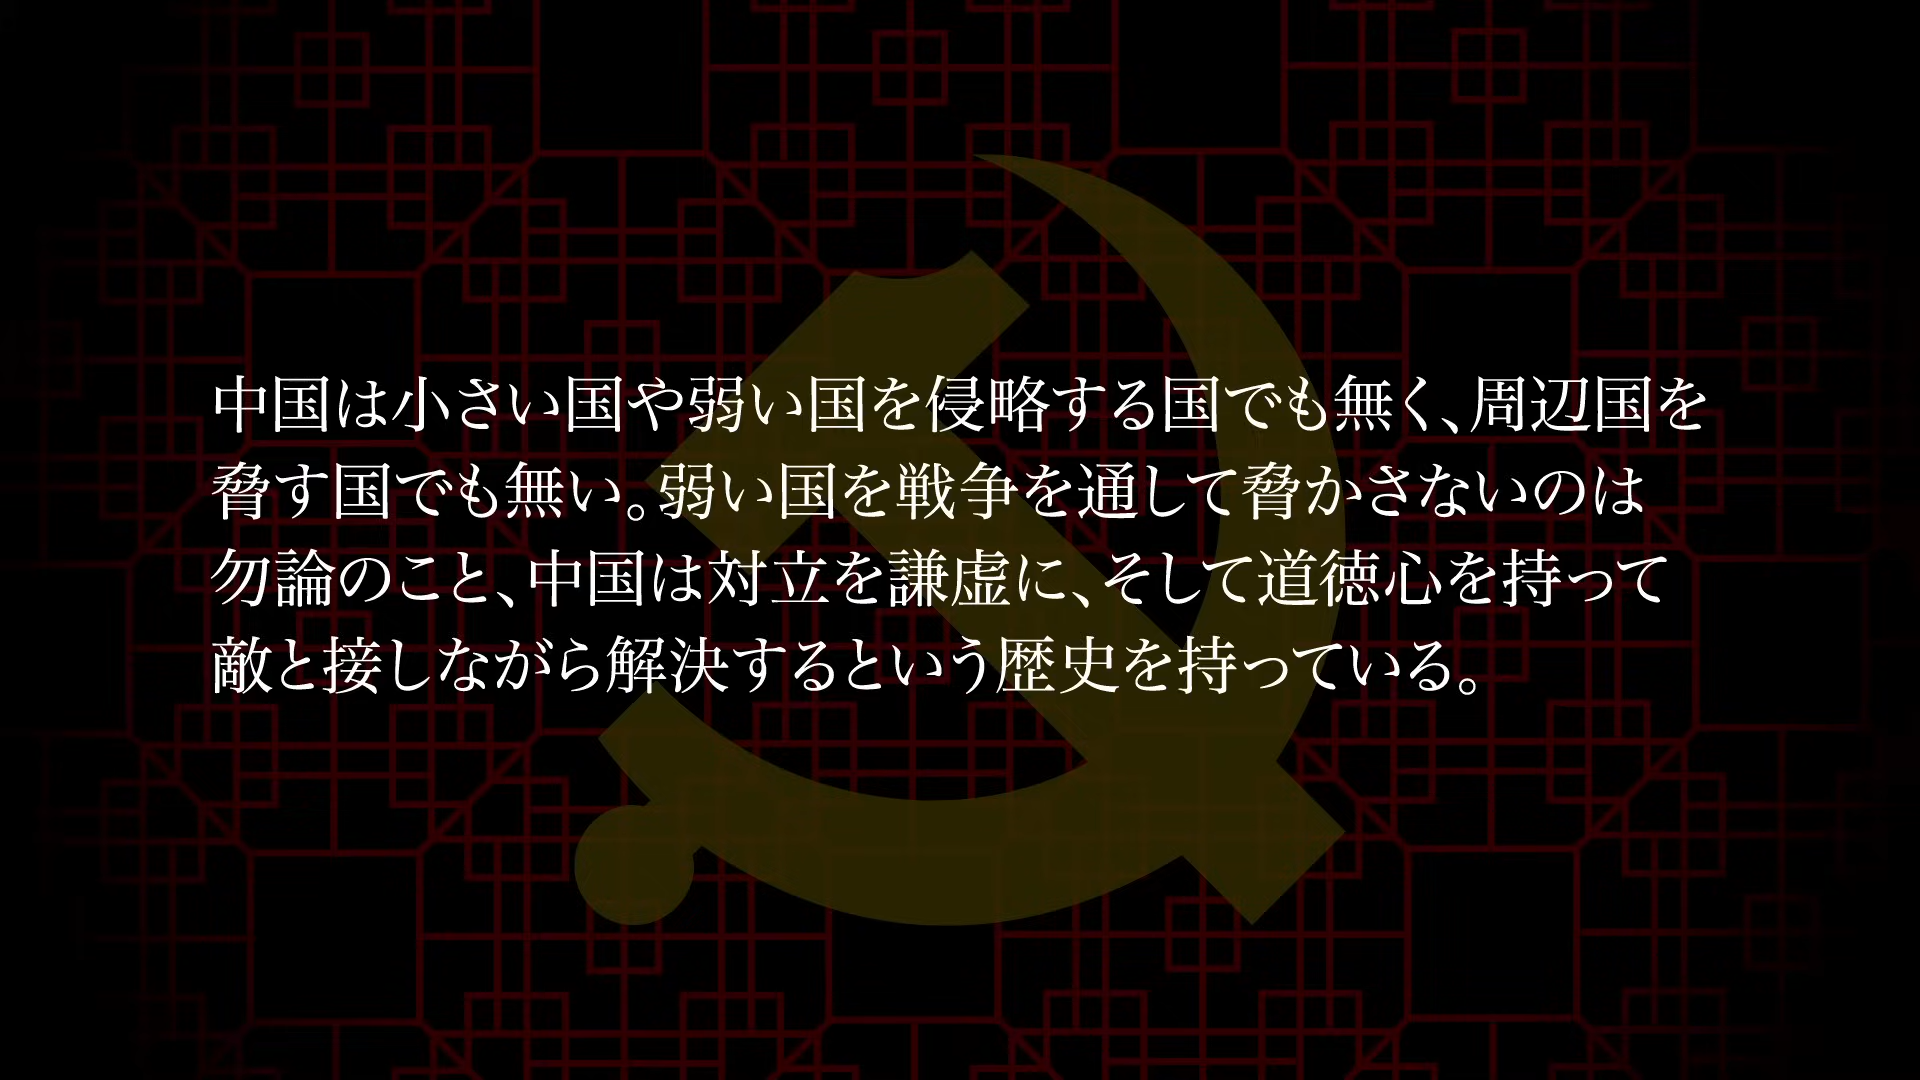 中国は小さい国や弱い国を侵略する国でも無く、周辺国を
脅す国でも無い。弱い国を戦争を通して脅かさないのは
勿論のこと、中国は対立を謙虚に、そして道徳心を持って
敵と接しながら解決するという歴史を持っている。